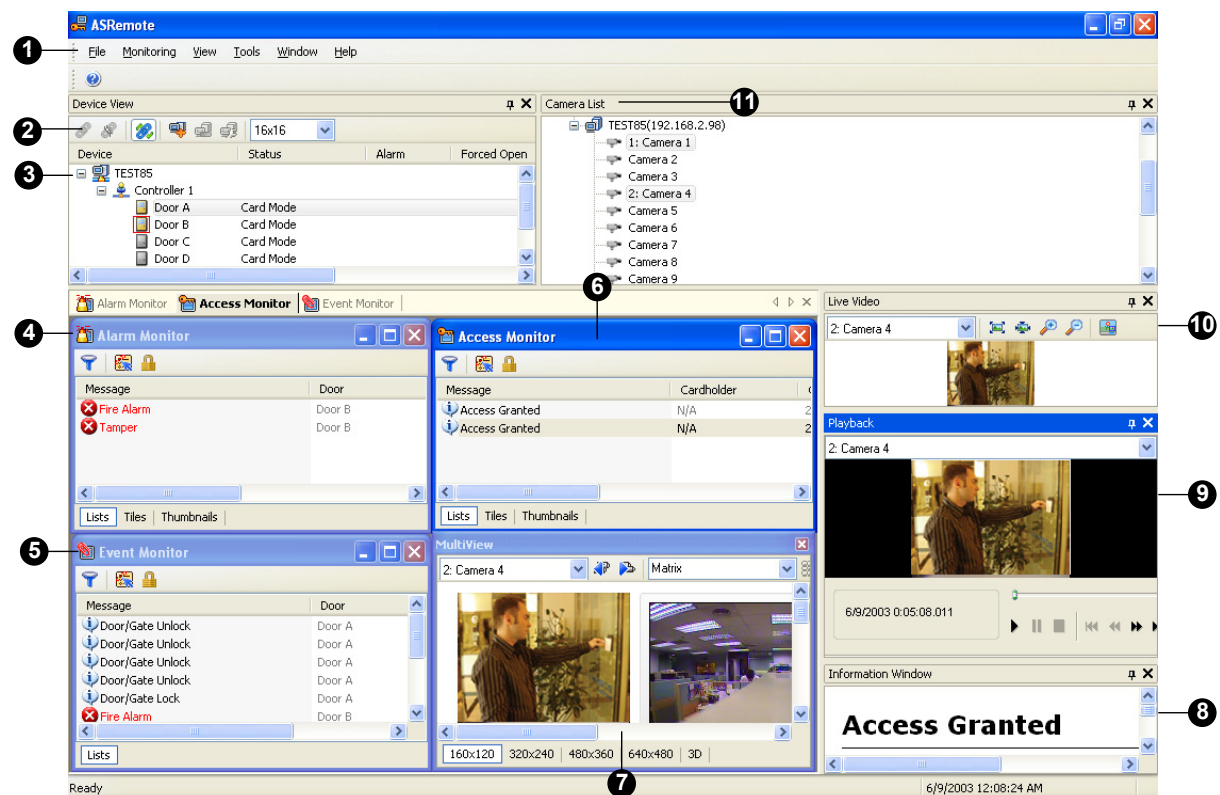 ASRemote
1
File Monitoring View Tools Window Help
Device View
Camera List
11
2
16x16
Device Status Alarm Forced Open
3
TEST85
Controller 1
Door A Card Mode
Door B Card Mode
Door C Card Mode
Door D Card Mode
TEST85(192.168.2.98)
1: Camera 1
Camera 2
Camera 3
2: Camera 4
Camera 5
Camera 6
Camera 7
Camera 8
Camera 9
6
Alarm Monitor Access Monitor Event Monitor
4
Alarm Monitor
Message Door
Fire Alarm Door B
Tamper Door B
Lists Tiles Thumbnails
Access Monitor
Message Cardholder
Access Granted N/A 2
Access Granted N/A 2
Lists Tiles Thumbnails
Live Video
2: Camera 4
10
Playback
2: Camera 4
9
6/9/2003 0:05:08.011
5
Event Monitor
Message Door
Door/Gate Unlock Door A
Door/Gate Unlock Door A
Door/Gate Unlock Door A
Door/Gate Unlock Door A
Door/Gate Lock Door A
Fire Alarm Door B
Lists
MultiView
2: Camera 4 Matrix
160x120 320x240 480x360 640x480 3D
7
Information Window
8
Access Granted
Ready
6/9/2003 12:08:24 AM